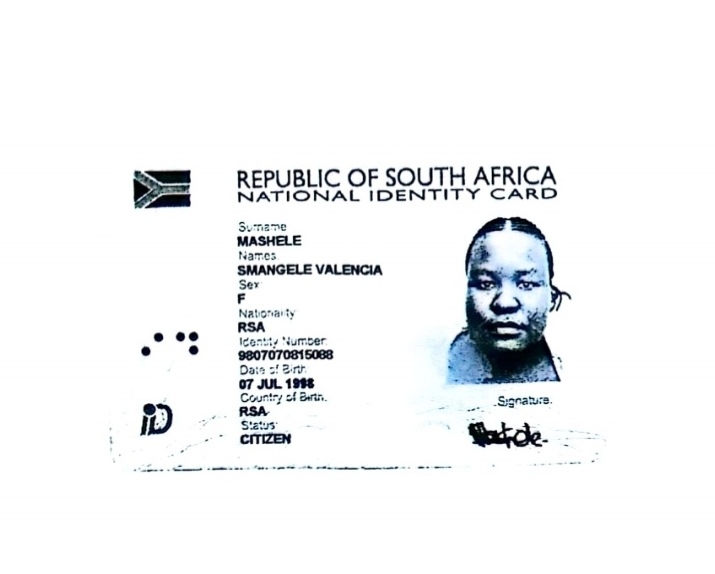 REPUBLIC OF SOUTH AFRICA
NATIONAL IDENTITY CARD
Surname
MASHELE
Names
SMANGELE VALENCIA
Sex
F
Nationality
RSA
Identity Number:
9807070815088
Date of Birth
07 JUL 1998
Country of Birth:
RSA
Status
CITIZEN
Signature:
iD